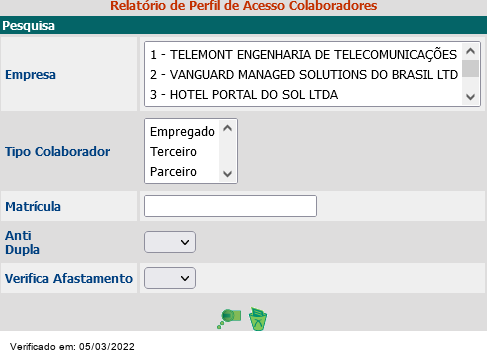 Relatório de Perfil de Acesso Colaboradores
Pesquisa
Empresa
1 - TELEMONT ENGENHARIA DE TELECOMUNICAÇÕES
2 - VANGUARD MANAGED SOLUTIONS DO BRASIL LTD
3 - HOTEL PORTAL DO SOL LTDA
Tipo Colaborador
Empregado
Terceiro
Parceiro
Matrícula
Anti
Dupla
Verifica Afastamento
Verificado em: 05/03/2022